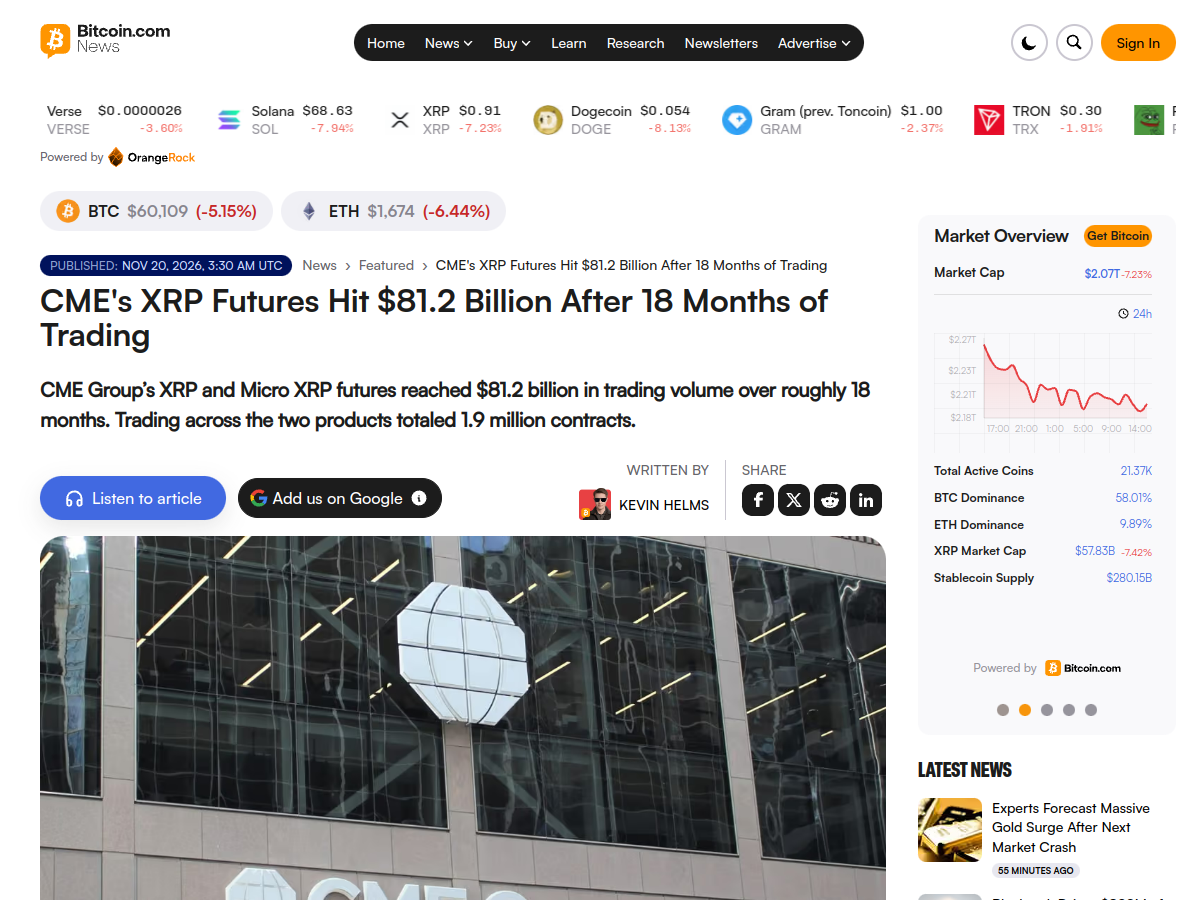 Bitcoin.com
News
Home
News
Buy
Learn
Research
Newsletters
Advertise
Sign In
Verse $0.0000026
VERSE -3.60%
Solana $68.63
SOL -7.94%
XRP $0.91
XRP -7.23%
Dogecoin $0.054
DOGE -8.13%
Gram (prev. Toncoin) $1.00
GRAM -2.37%
TRON $0.30
TRX -1.91%
Powered by OrangeRock
BTC $60,109 (-5.15%)
ETH $1,674 (-6.44%)
PUBLISHED: NOV 20, 2026, 3:30 AM UTC
News › Featured › CME's XRP Futures Hit $81.2 Billion After 18 Months of Trading
CME's XRP Futures Hit $81.2 Billion After 18 Months of
Trading
CME Group’s XRP and Micro XRP futures reached $81.2 billion in trading volume over roughly 18
months. Trading across the two products totaled 1.9 million contracts.
Listen to article
Add us on Google
WRITTEN BY
KEVIN HELMS
SHARE
CME
Market Overview
Get Bitcoin
Market Cap $2.07T -7.23%
24h
$2.27T
$2.23T
$2.21T
$2.18T
17:00 21:00 1:00 5:00 9:00 14:00
Total Active Coins 21.37K
BTC Dominance 58.01%
ETH Dominance 9.89%
XRP Market Cap $57.83B -7.42%
Stablecoin Supply $280.15B
Powered by Bitcoin.com
LATEST NEWS
Experts Forecast Massive
Gold Surge After Next
Market Crash
55 MINUTES AGO